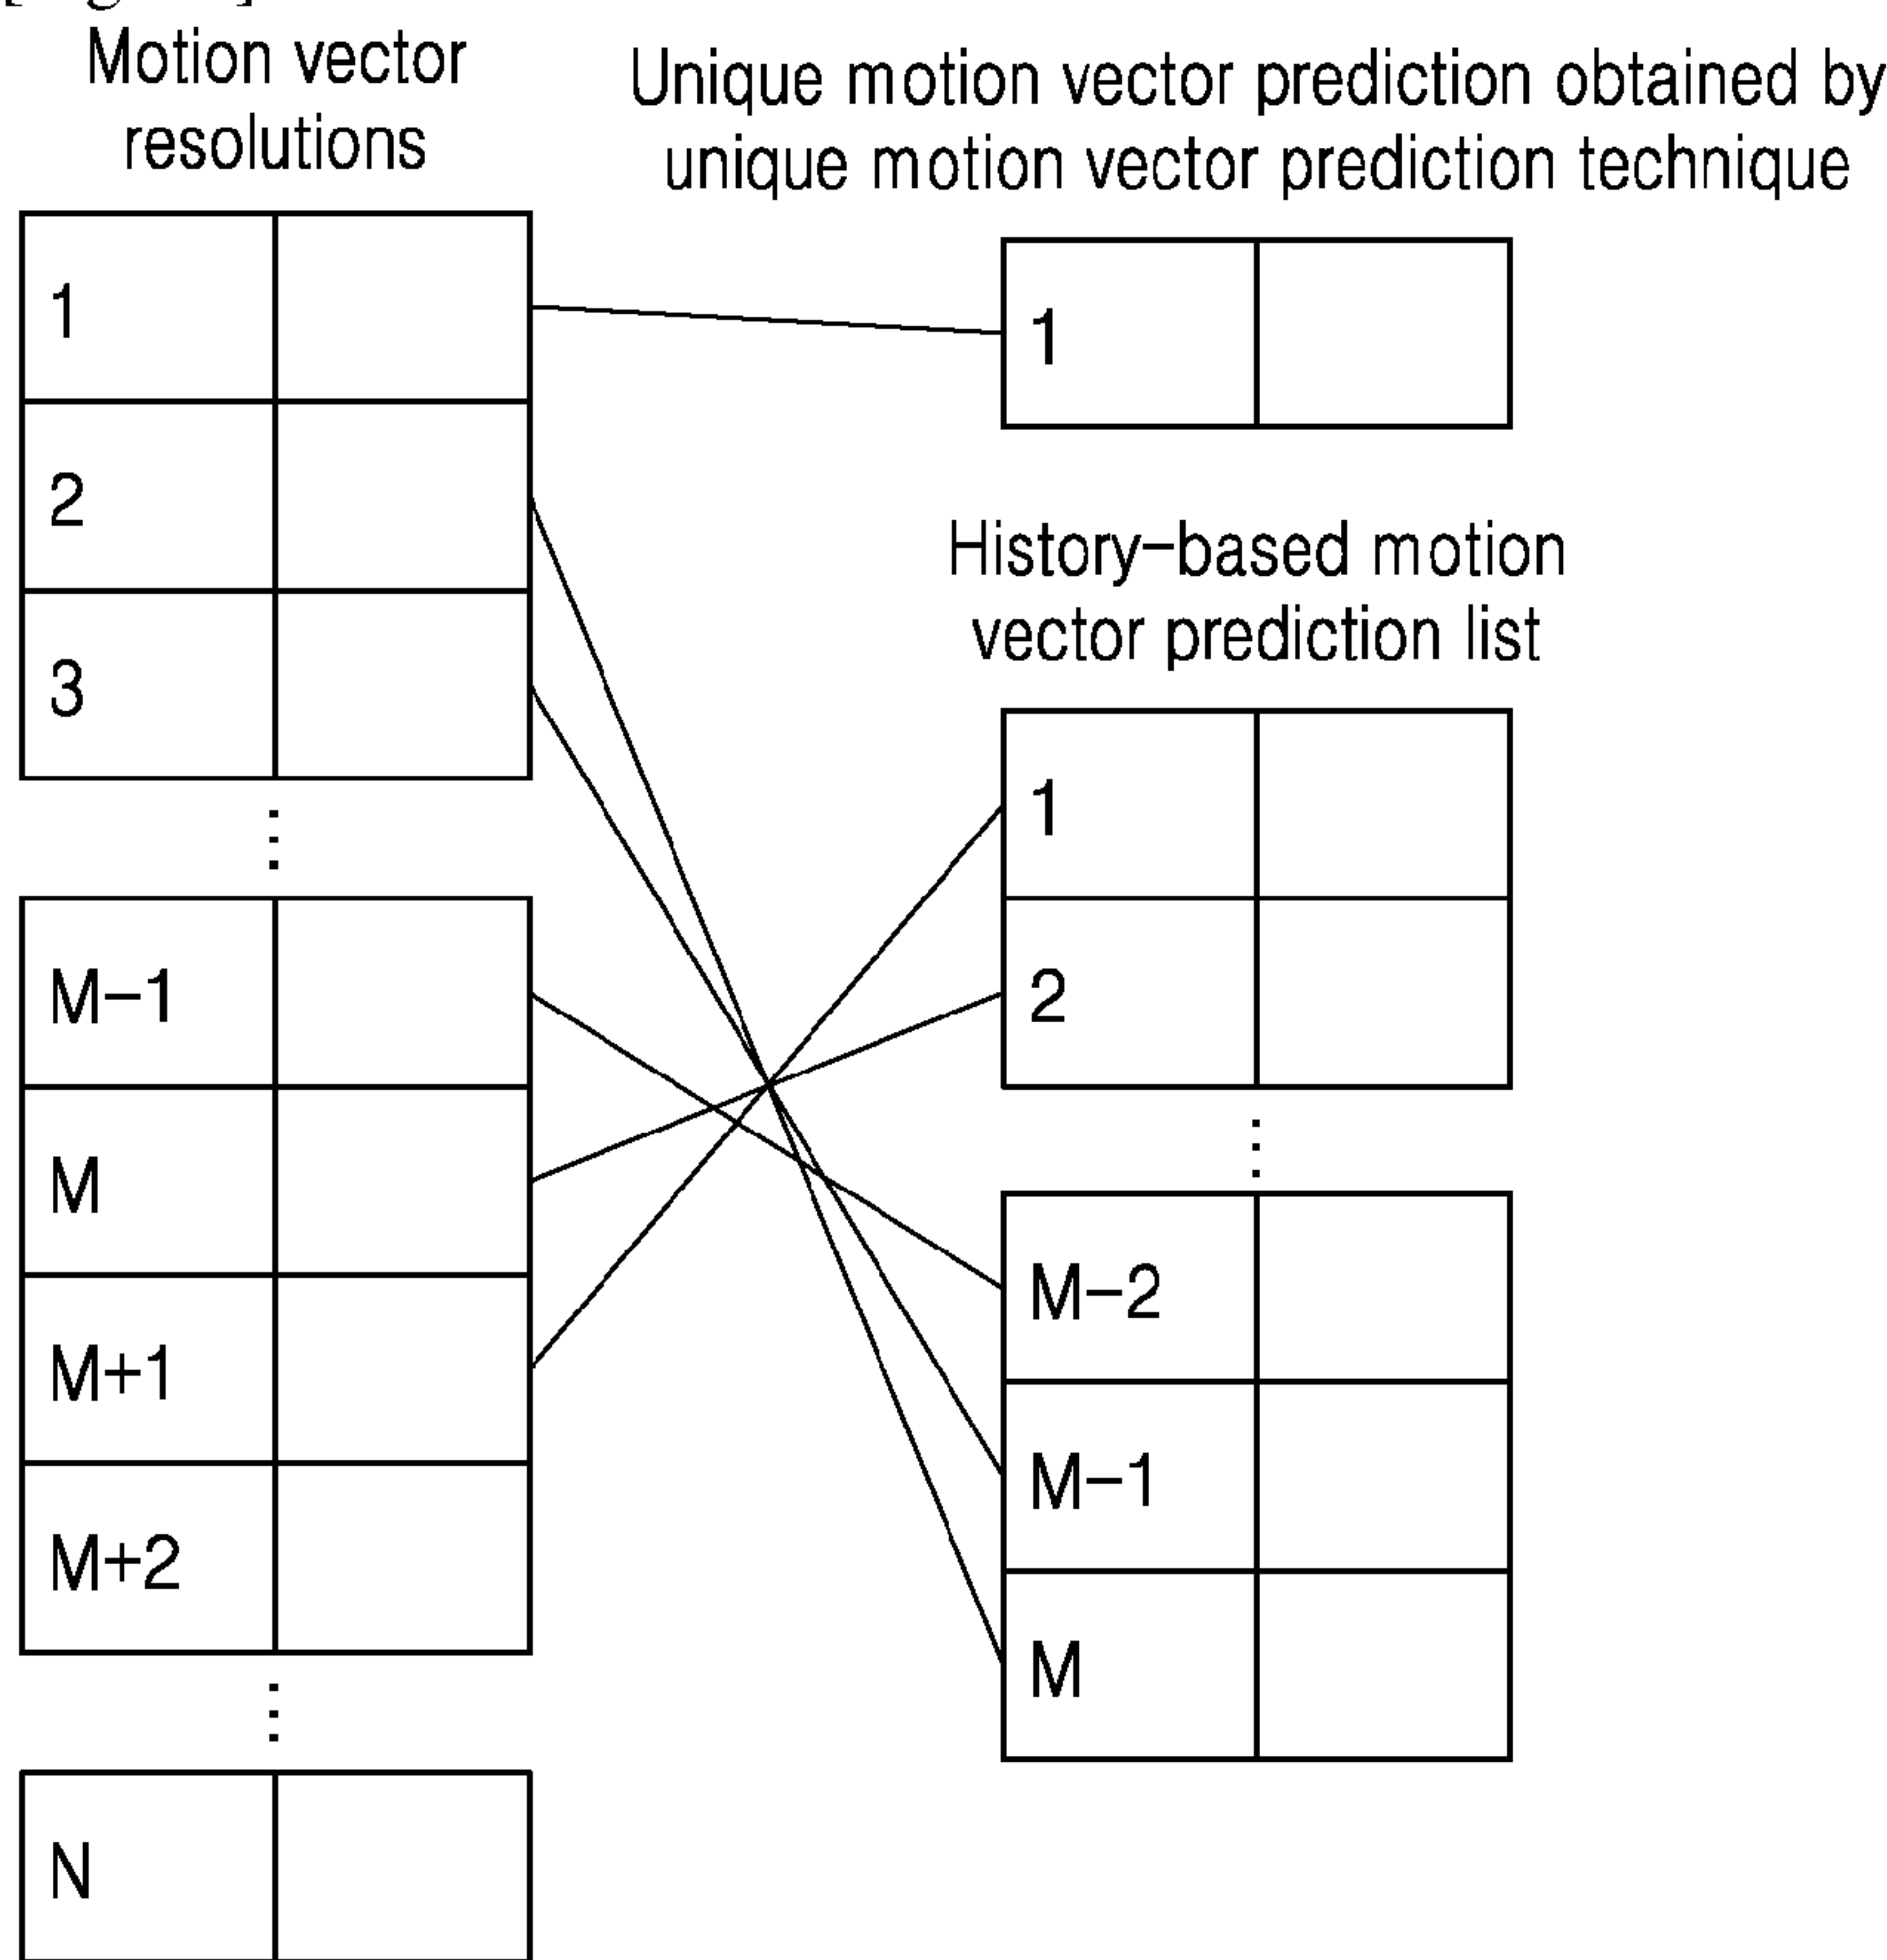 Motion vector
resolutions
1
2
3
M-1
M
M+1
M+2
N
Unique motion vector prediction obtained by
unique motion vector prediction technique
1
History-based motion
vector prediction list
1
2
M-2
M-1
M